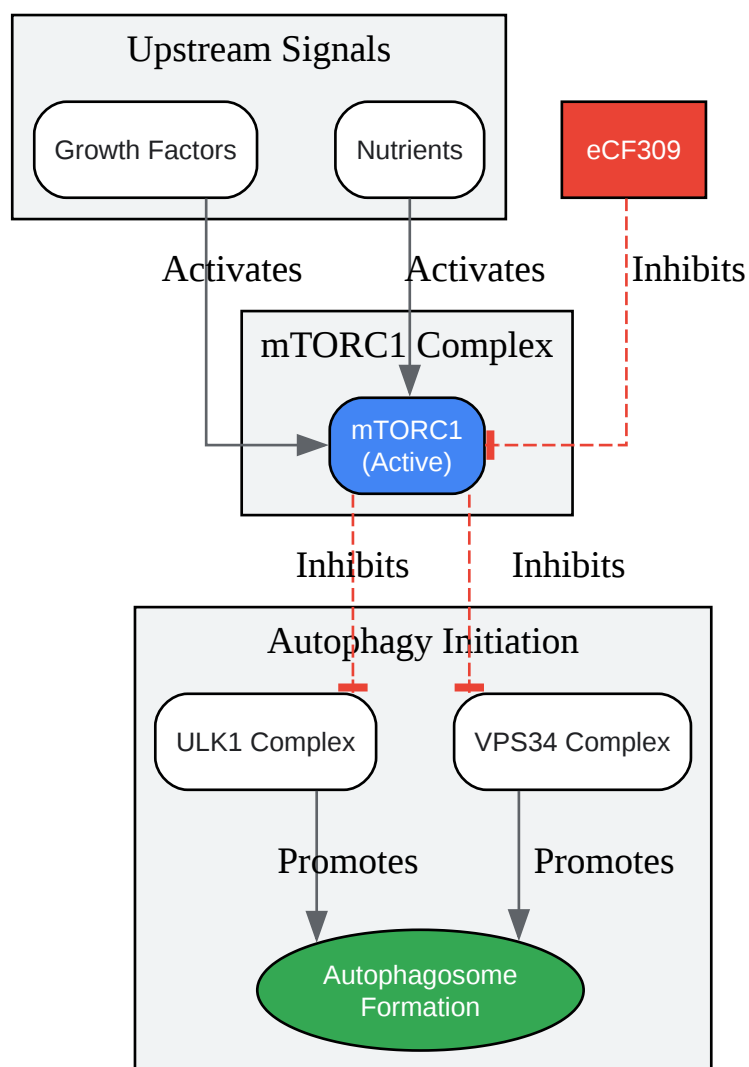 Upstream Signals
Growth Factors
Nutrients
eCF309
Activates
Activates
Inhibits
mTORC1 Complex
mTORC1
(Active)
Inhibits
Inhibits
Autophagy Initiation
ULK1 Complex
VPS34 Complex
Promotes
Promotes
Autophagosome
Formation